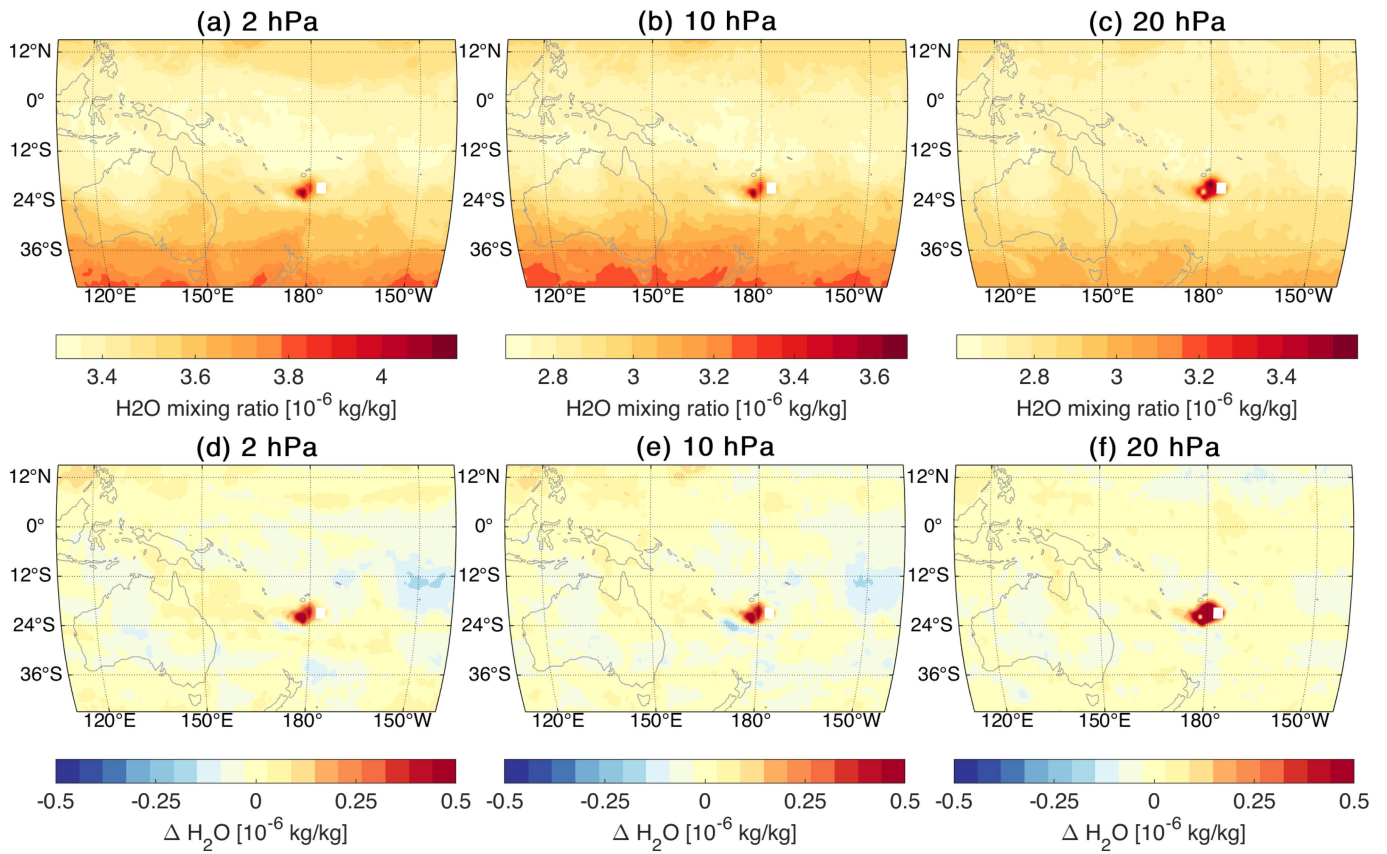 (a) 2 hPa
(b) 10 hPa
(c) 20 hPa
12°N
0°
12°S
24°S
36°S
120°E 150°E 180° 150°W
12°N
0°
12°S
24°S
36°S
120°E 150°E 180° 150°W
12°N
0°
12°S
24°S
36°S
120°E 150°E 180° 150°W
3.4 3.6 3.8 4
H2O mixing ratio [10⁻⁶ kg/kg]
2.8 3 3.2 3.4 3.6
H2O mixing ratio [10⁻⁶ kg/kg]
2.8 3 3.2 3.4
H2O mixing ratio [10⁻⁶ kg/kg]
(d) 2 hPa
(e) 10 hPa
(f) 20 hPa
12°N
0°
12°S
24°S
36°S
120°E 150°E 180° 150°W
12°N
0°
12°S
24°S
36°S
120°E 150°E 180° 150°W
12°N
0°
12°S
24°S
36°S
120°E 150°E 180° 150°W
-0.5 -0.25 0 0.25 0.5
Δ H₂O [10⁻⁶ kg/kg]
-0.5 -0.25 0 0.25 0.5
Δ H₂O [10⁻⁶ kg/kg]
-0.5 -0.25 0 0.25 0.5
Δ H₂O [10⁻⁶ kg/kg]